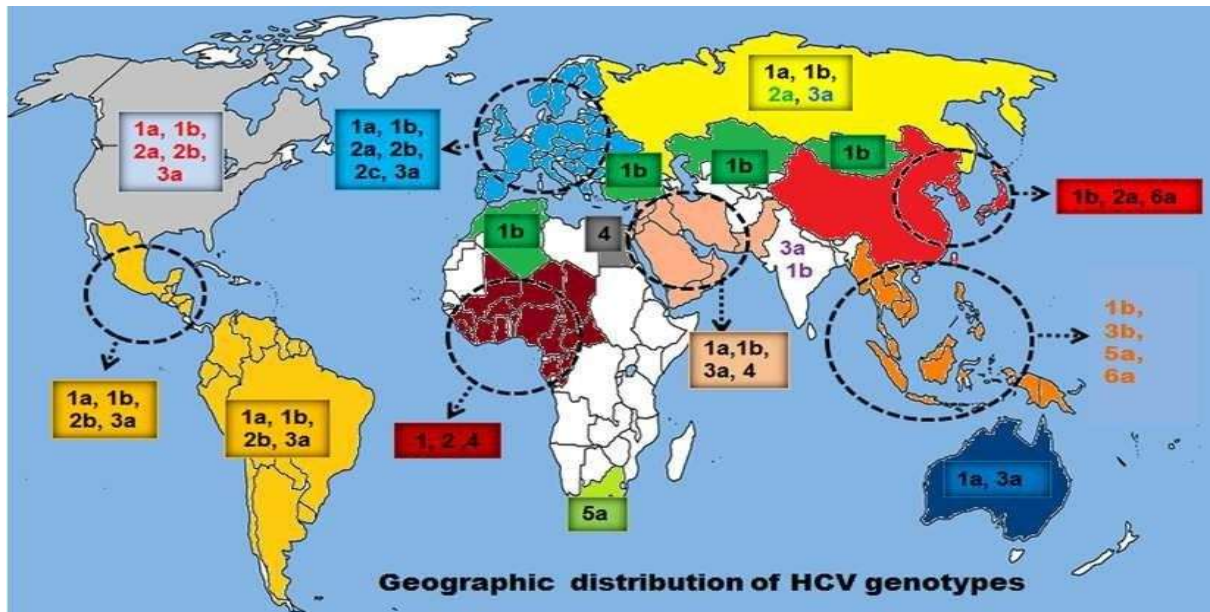 1a, 1b,
2a, 2b,
3a
1a, 1b,
2a, 2b,
2c, 3a
1a, 1b,
2a, 3a
1b
1b
1b
1b, 2a, 6a
1b
4
3a
1b
1a,1b,
3a, 4
1b,
3b,
5a,
6a
1a, 1b,
2b, 3a
1a, 1b,
2b, 3a
1, 2 ,4
5a
1a, 3a
Geographic distribution of HCV genotypes